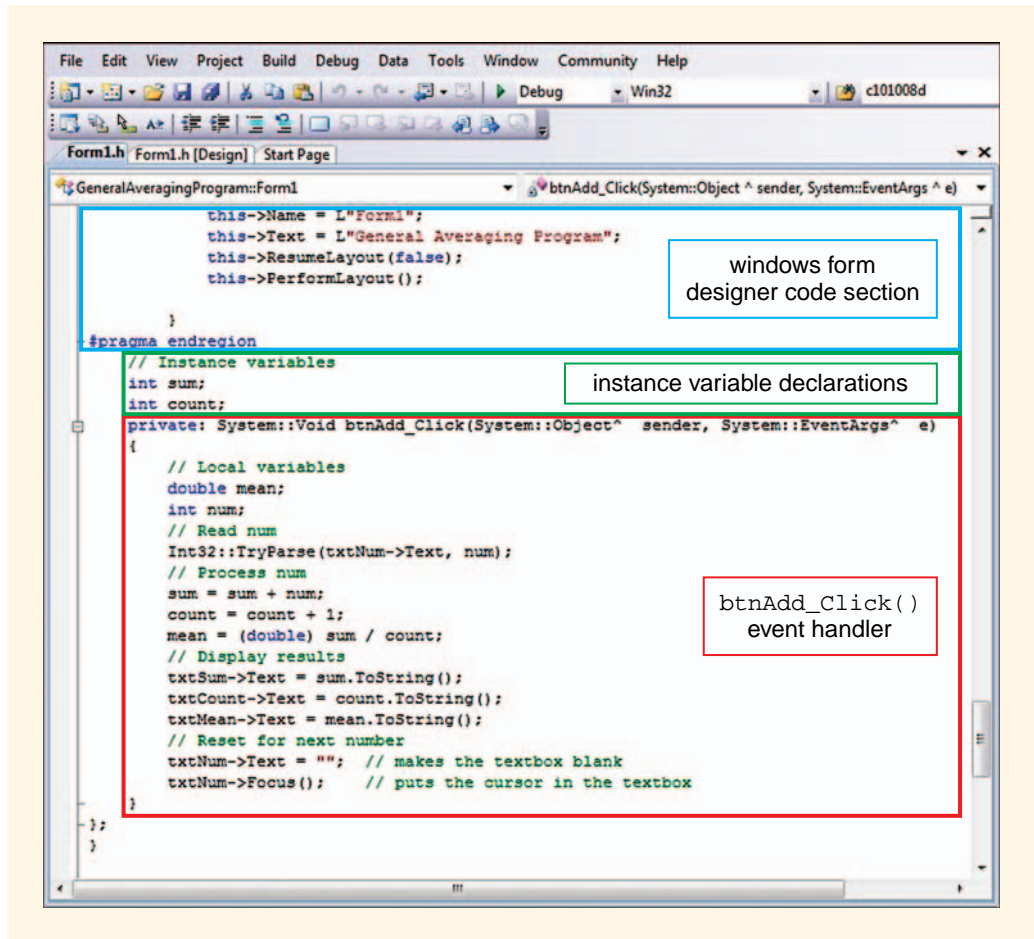 File Edit View Project Build Debug Data Tools Window Community Help
Debug Win32 c101008d
Form1.h Form1.h [Design] Start Page
GeneralAveragingProgram::Form1 btnAdd_Click(System::Object ^ sender, System::EventArgs ^ e)
this->Name = L"Form1";
this->Text = L"General Averaging Program";
this->ResumeLayout(false);
this->PerformLayout();
windows form
designer code section
}
#pragma endregion
// Instance variables
int sum;
int count;
instance variable declarations
private: System::Void btnAdd_Click(System::Object^ sender, System::EventArgs^ e)
{
// Local variables
double mean;
int num;
// Read num
Int32::TryParse(txtNum->Text, num);
// Process num
sum = sum + num;
count = count + 1;
mean = (double) sum / count;
btnAdd_Click()
event handler
// Display results
txtSum->Text = sum.ToString();
txtCount->Text = count.ToString();
txtMean->Text = mean.ToString();
// Reset for next number
txtNum->Text = ""; // makes the textbox blank
txtNum->Focus(); // puts the cursor in the textbox
}
};
}